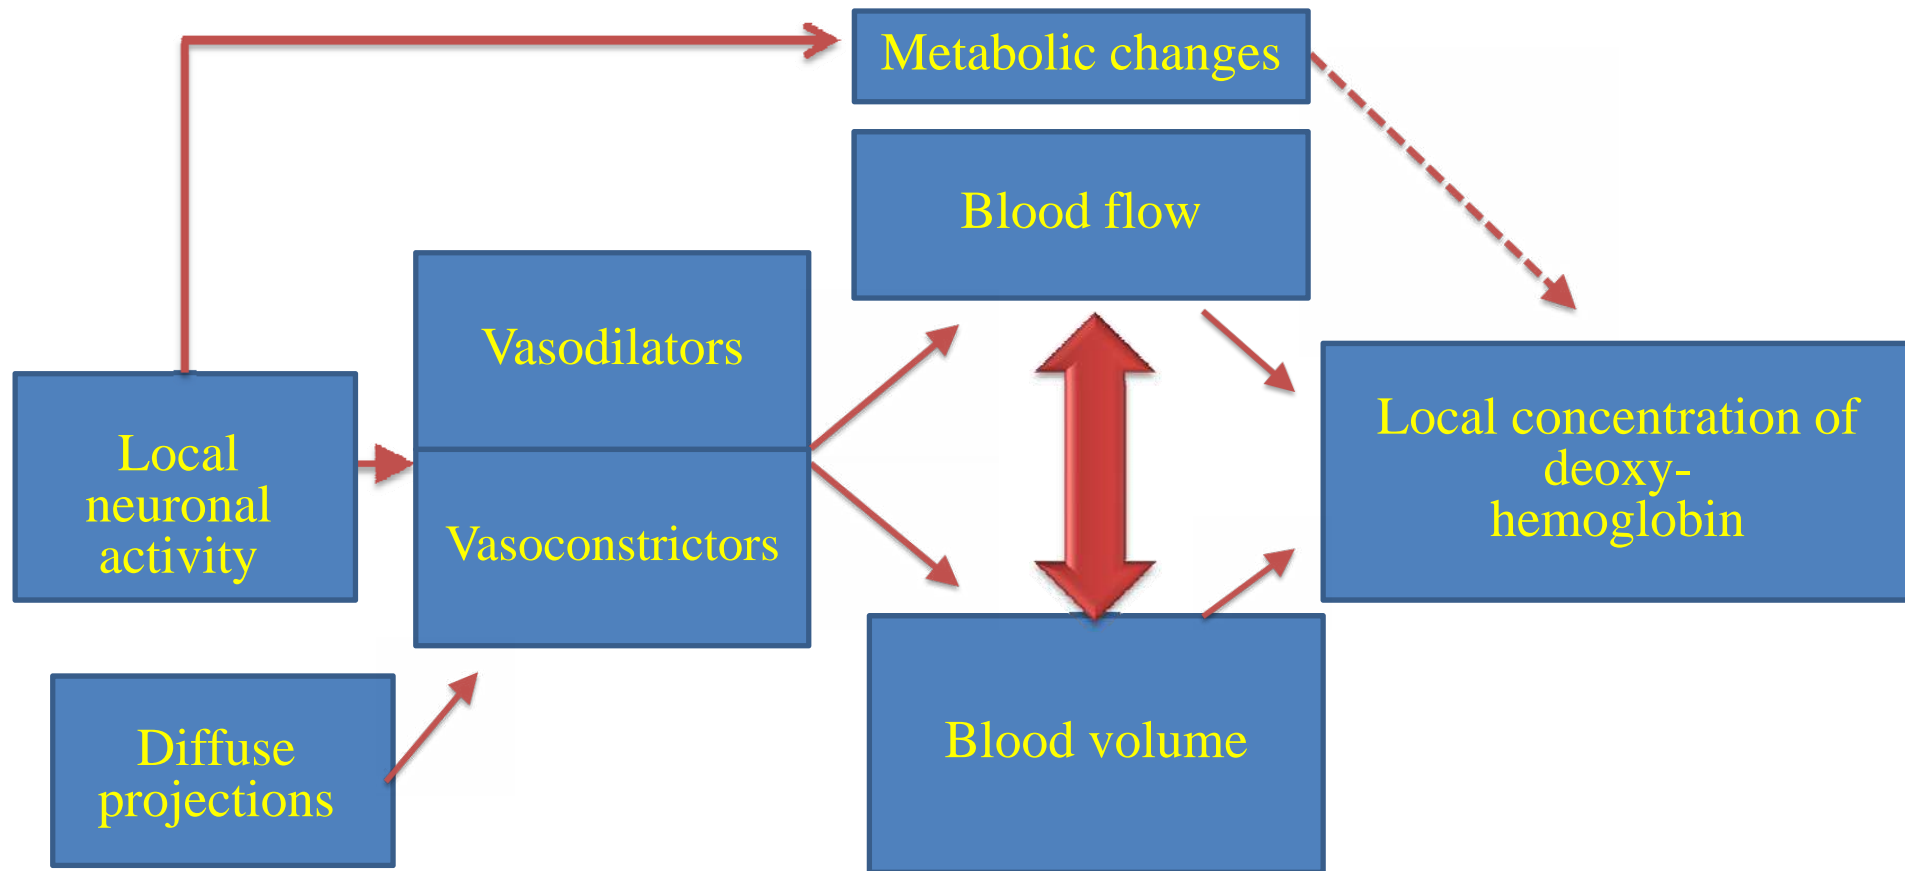 Metabolic changes
Blood flow
Vasodilators
Vasoconstrictors
Local
neuronal
activity
Local concentration of
deoxy-
hemoglobin
Diffuse
projections
Blood volume